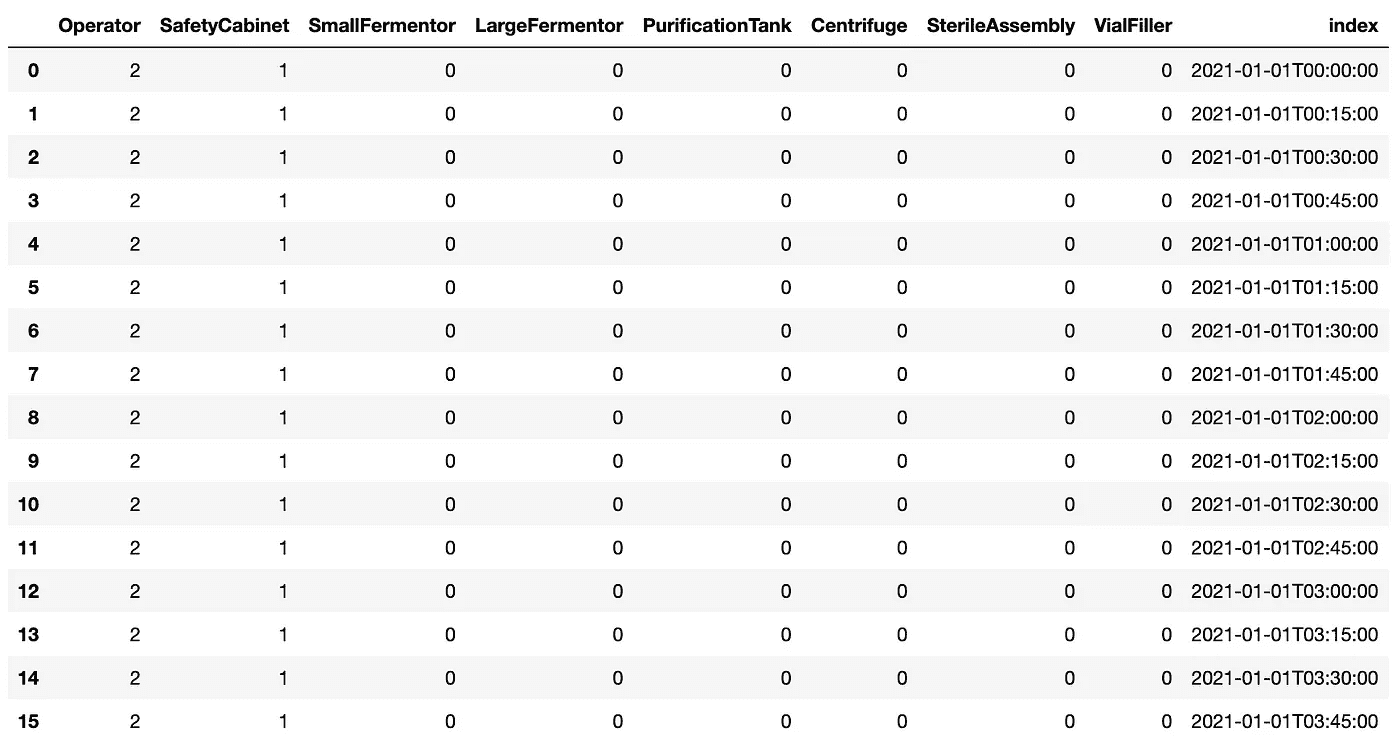 Operator SafetyCabinet SmallFermentor LargeFermentor PurificationTank Centrifuge SterileAssembly VialFiller index
0 2 1 0 0 0 0 0 0 2021-01-01T00:00:00
1 2 1 0 0 0 0 0 0 2021-01-01T00:15:00
2 2 1 0 0 0 0 0 0 2021-01-01T00:30:00
3 2 1 0 0 0 0 0 0 2021-01-01T00:45:00
4 2 1 0 0 0 0 0 0 2021-01-01T01:00:00
5 2 1 0 0 0 0 0 0 2021-01-01T01:15:00
6 2 1 0 0 0 0 0 0 2021-01-01T01:30:00
7 2 1 0 0 0 0 0 0 2021-01-01T01:45:00
8 2 1 0 0 0 0 0 0 2021-01-01T02:00:00
9 2 1 0 0 0 0 0 0 2021-01-01T02:15:00
10 2 1 0 0 0 0 0 0 2021-01-01T02:30:00
11 2 1 0 0 0 0 0 0 2021-01-01T02:45:00
12 2 1 0 0 0 0 0 0 2021-01-01T03:00:00
13 2 1 0 0 0 0 0 0 2021-01-01T03:15:00
14 2 1 0 0 0 0 0 0 2021-01-01T03:30:00
15 2 1 0 0 0 0 0 0 2021-01-01T03:45:00